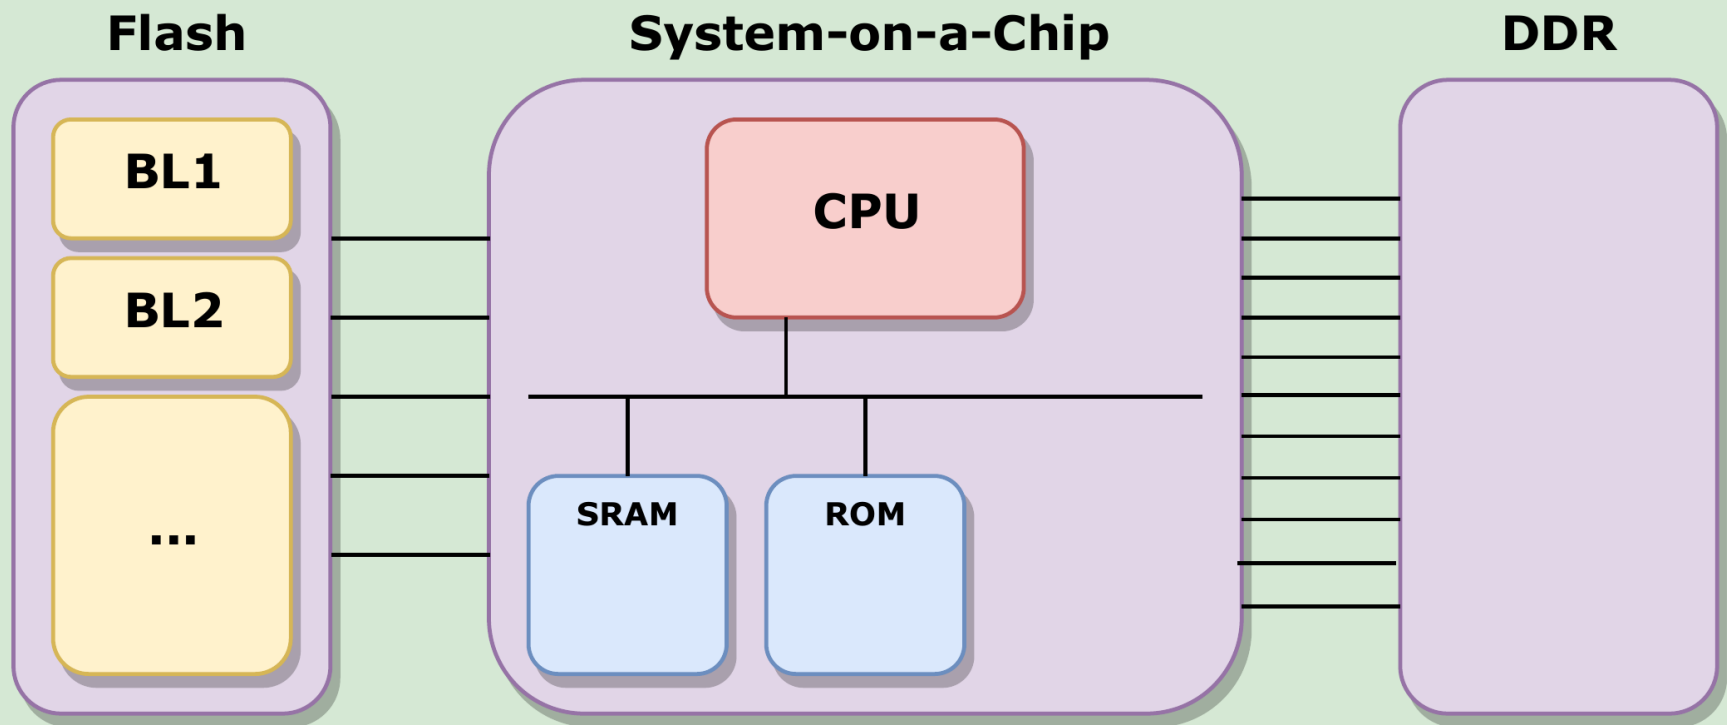 Flash
System-on-a-Chip
DDR
BL1
BL2
...
CPU
SRAM
ROM